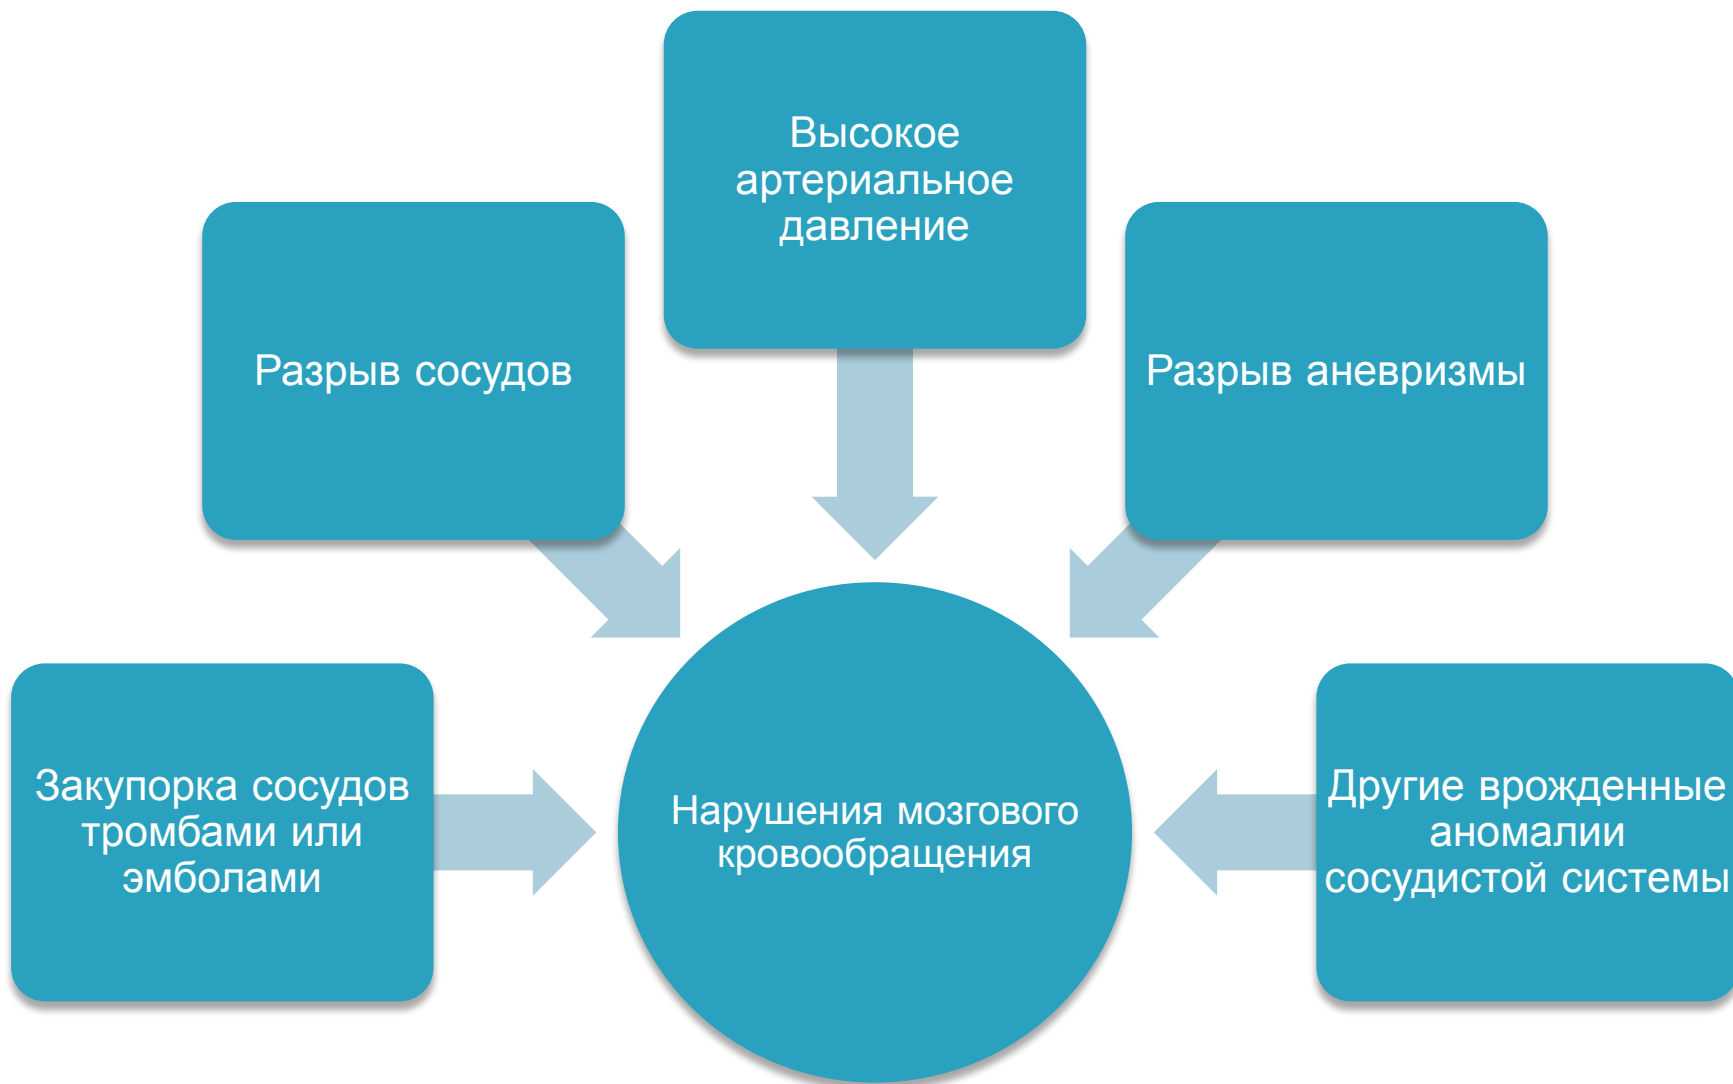 Высокое
артериальное
давление
Разрыв сосудов
Разрыв аневризмы
Закупорка сосудов
тромбами или
эмболами
Нарушения мозгового
кровообращения
Другие врожденные
аномалии
сосудистой системы